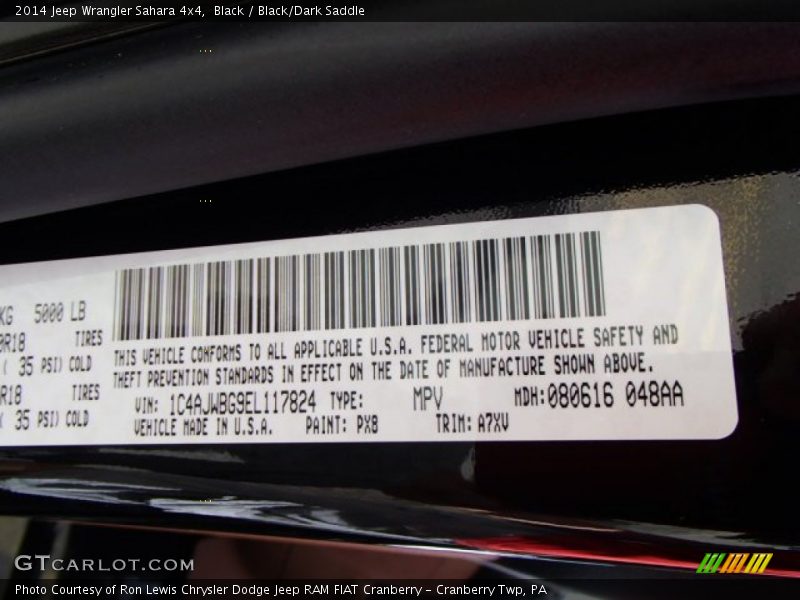 2014 Jeep Wrangler Sahara 4x4, Black / Black/Dark Saddle
KG 5000 LB
0R18 TIRES
( 35 PSI) COLD
R18 TIRES
( 35 PSI) COLD
THIS VEHICLE CONFORMS TO ALL APPLICABLE U.S.A. FEDERAL MOTOR VEHICLE SAFETY AND
THEFT PREVENTION STANDARDS IN EFFECT ON THE DATE OF MANUFACTURE SHOWN ABOVE.
VIN: 1C4AJWBG9EL117824 TYPE: MPV MDH:080616 048AA
VEHICLE MADE IN U.S.A. PAINT: PX8 TRIM: A7XV
GTCARLOT.COM
Photo Courtesy of Ron Lewis Chrysler Dodge Jeep RAM FIAT Cranberry – Cranberry Twp, PA